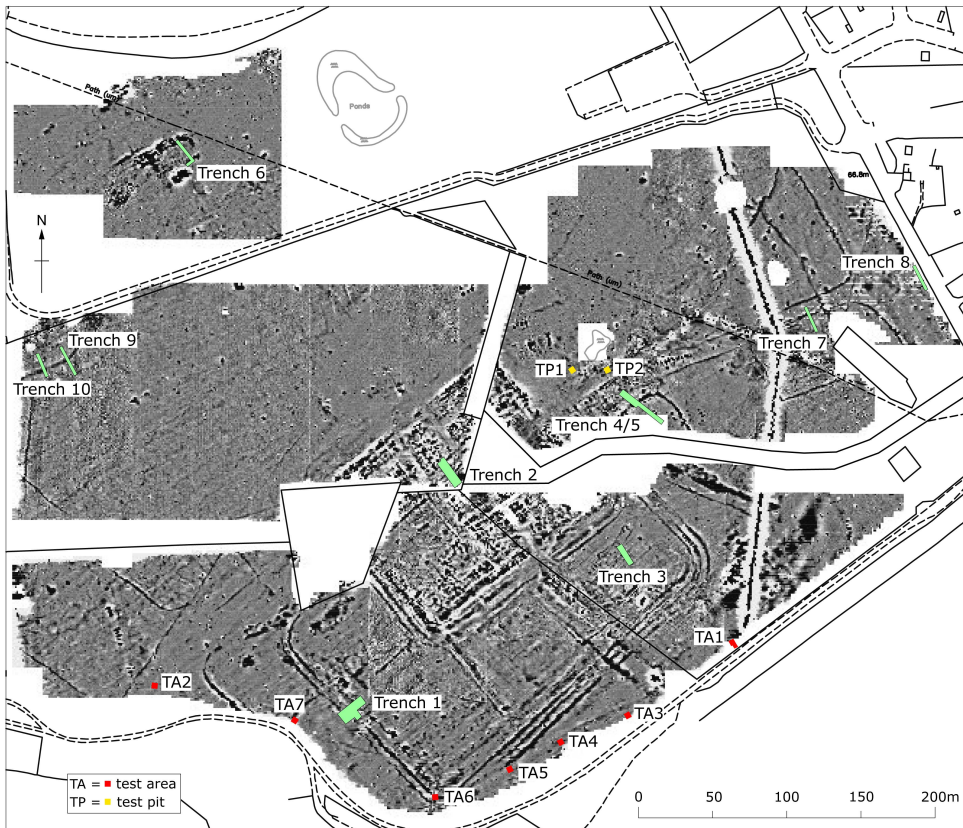 Path (um)
Ponds
Trench 6
66.8m
N
Path (um)
Trench 8
Trench 9
Trench 7
Trench 10
TP1
TP2
Trench 4/5
Trench 2
Trench 3
TA1
TA2
Trench 1
TA7
TA3
TA4
TA5
TA6
TA = test area
TP = test pit
0 50 100 150 200m